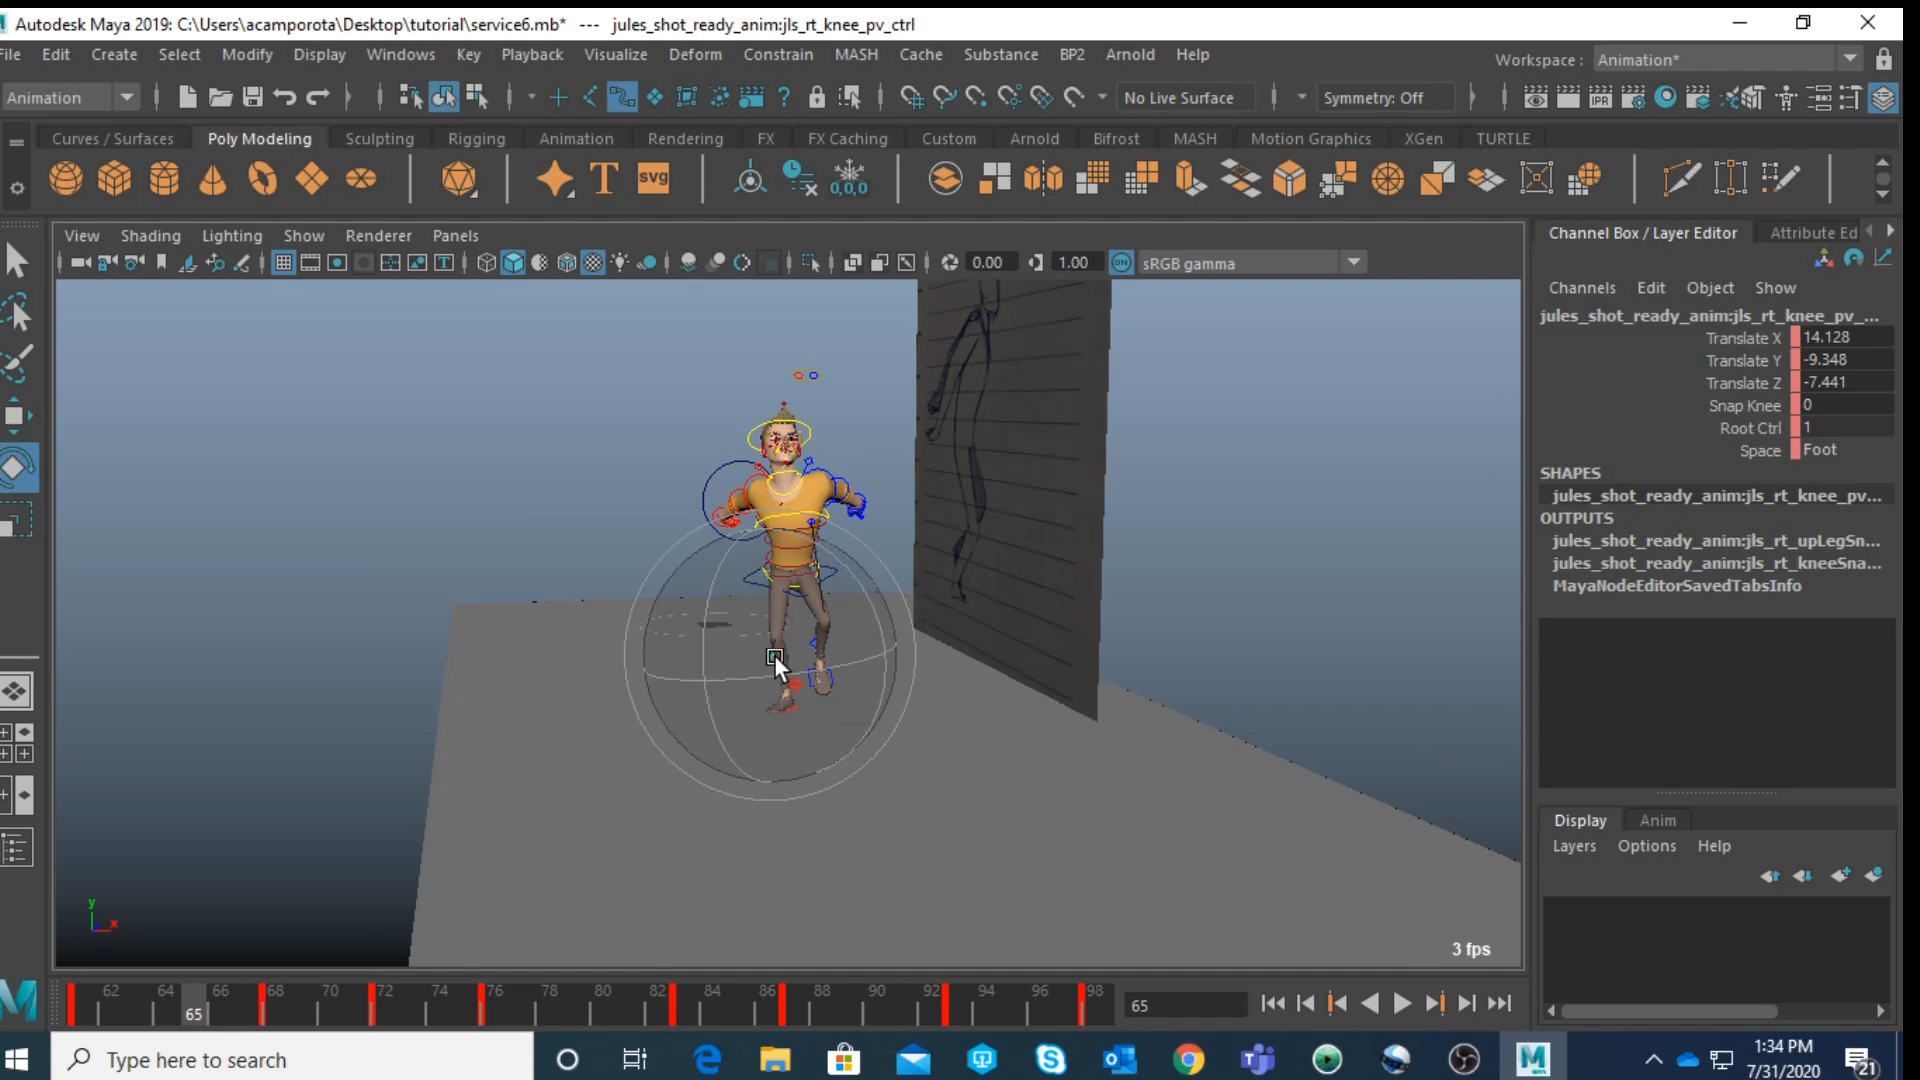 Autodesk Maya 2019: C:\Users\acamporota\Desktop\tutorial\service6.mb* --- jules_shot_ready_anim:jls_rt_knee_pv_ctrl
File Edit Create Select Modify Display Windows Key Playback Visualize Deform Constrain MASH Cache Substance BP2 Arnold Help
Workspace : Animation*
Animation
No Live Surface
Symmetry: Off
IPR
Curves / Surfaces Poly Modeling Sculpting Rigging Animation Rendering FX FX Caching Custom Arnold Bifrost MASH Motion Graphics XGen TURTLE
T svg 0,0,0
View Shading Lighting Show Renderer Panels
0.00 1.00 ON sRGB gamma
Channel Box / Layer Editor Attribute Ed
Channels Edit Object Show
jules_shot_ready_anim:jls_rt_knee_pv_...
Translate X 14.128
Translate Y -9.348
Translate Z -7.441
Snap Knee 0
Root Ctrl 1
Space Foot
SHAPES
jules_shot_ready_anim:jls_rt_knee_pv...
OUTPUTS
jules_shot_ready_anim:jls_rt_upLegSn...
jules_shot_ready_anim:jls_rt_kneeSna...
MayaNodeEditorSavedTabsInfo
Display Anim
Layers Options Help
y
x
3 fps
62 64 66 68 70 72 74 76 78 80 82 84 86 88 90 92 94 96 98
65
65
Type here to search
1:34 PM
7/31/2020
21